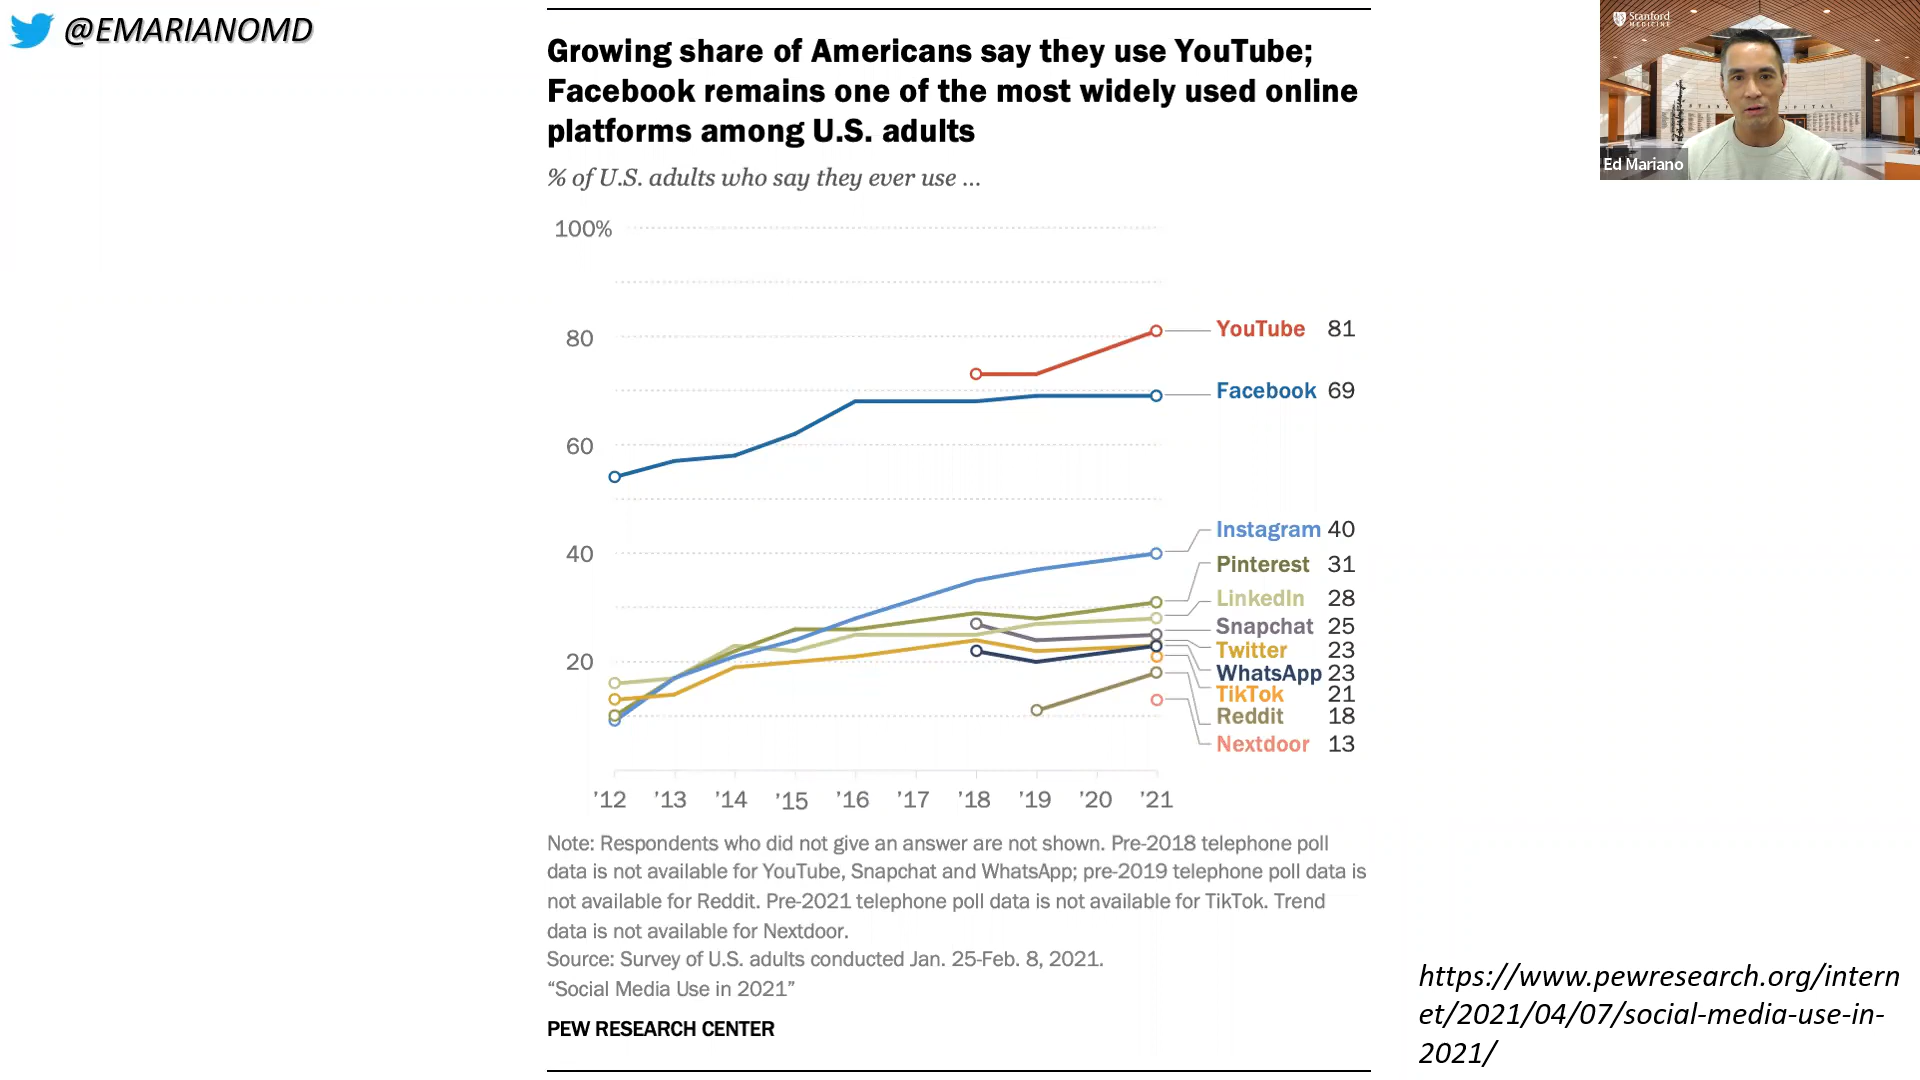 @EMARIANOMD
Growing share of Americans say they use YouTube;
Facebook remains one of the most widely used online
platforms among U.S. adults
% of U.S. adults who say they ever use ...
100%
80
60
40
20
YouTube 81
Facebook 69
Instagram 40
Pinterest 31
LinkedIn 28
Snapchat 25
Twitter 23
WhatsApp 23
TikTok 21
Reddit 18
Nextdoor 13
’12 ’13 ’14 ’15 ’16 ’17 ’18 ’19 ’20 ’21
Note: Respondents who did not give an answer are not shown. Pre-2018 telephone poll
data is not available for YouTube, Snapchat and WhatsApp; pre-2019 telephone poll data is
not available for Reddit. Pre-2021 telephone poll data is not available for TikTok. Trend
data is not available for Nextdoor.
Source: Survey of U.S. adults conducted Jan. 25-Feb. 8, 2021.
“Social Media Use in 2021”
PEW RESEARCH CENTER
Stanford
MEDICINE
Ed Mariano
https://www.pewresearch.org/intern
et/2021/04/07/social-media-use-in-
2021/